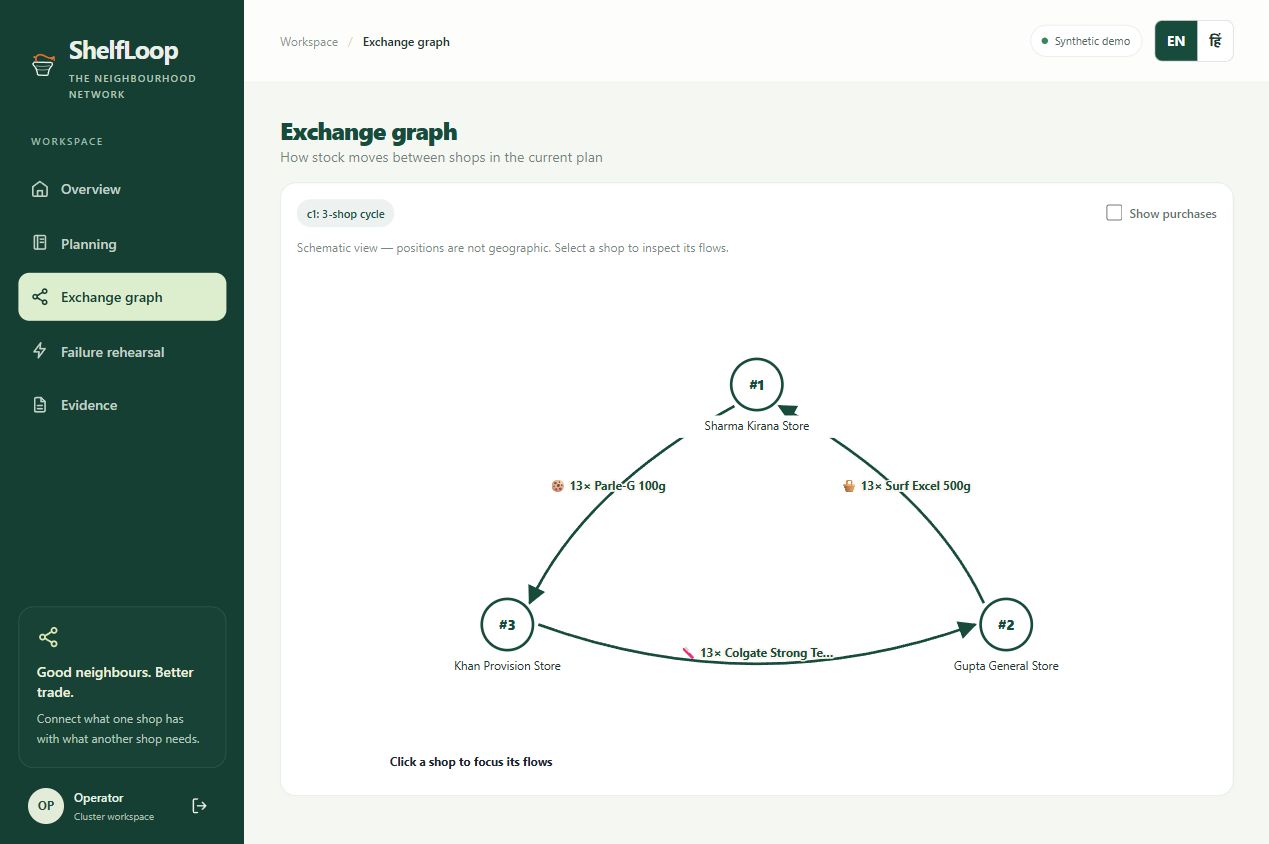 ShelfLoop
THE NEIGHBOURHOOD
NETWORK
WORKSPACE
Overview
Planning
Exchange graph
Failure rehearsal
Evidence
Good neighbours. Better
trade.
Connect what one shop has
with what another shop needs.
OP
Operator
Cluster workspace
Workspace / Exchange graph
Synthetic demo
EN
हिं
Exchange graph
How stock moves between shops in the current plan
c1: 3-shop cycle
Show purchases
Schematic view — positions are not geographic. Select a shop to inspect its flows.
#1
Sharma Kirana Store
13× Parle-G 100g
13× Surf Excel 500g
#3
Khan Provision Store
#2
Gupta General Store
13× Colgate Strong Te...
Click a shop to focus its flows